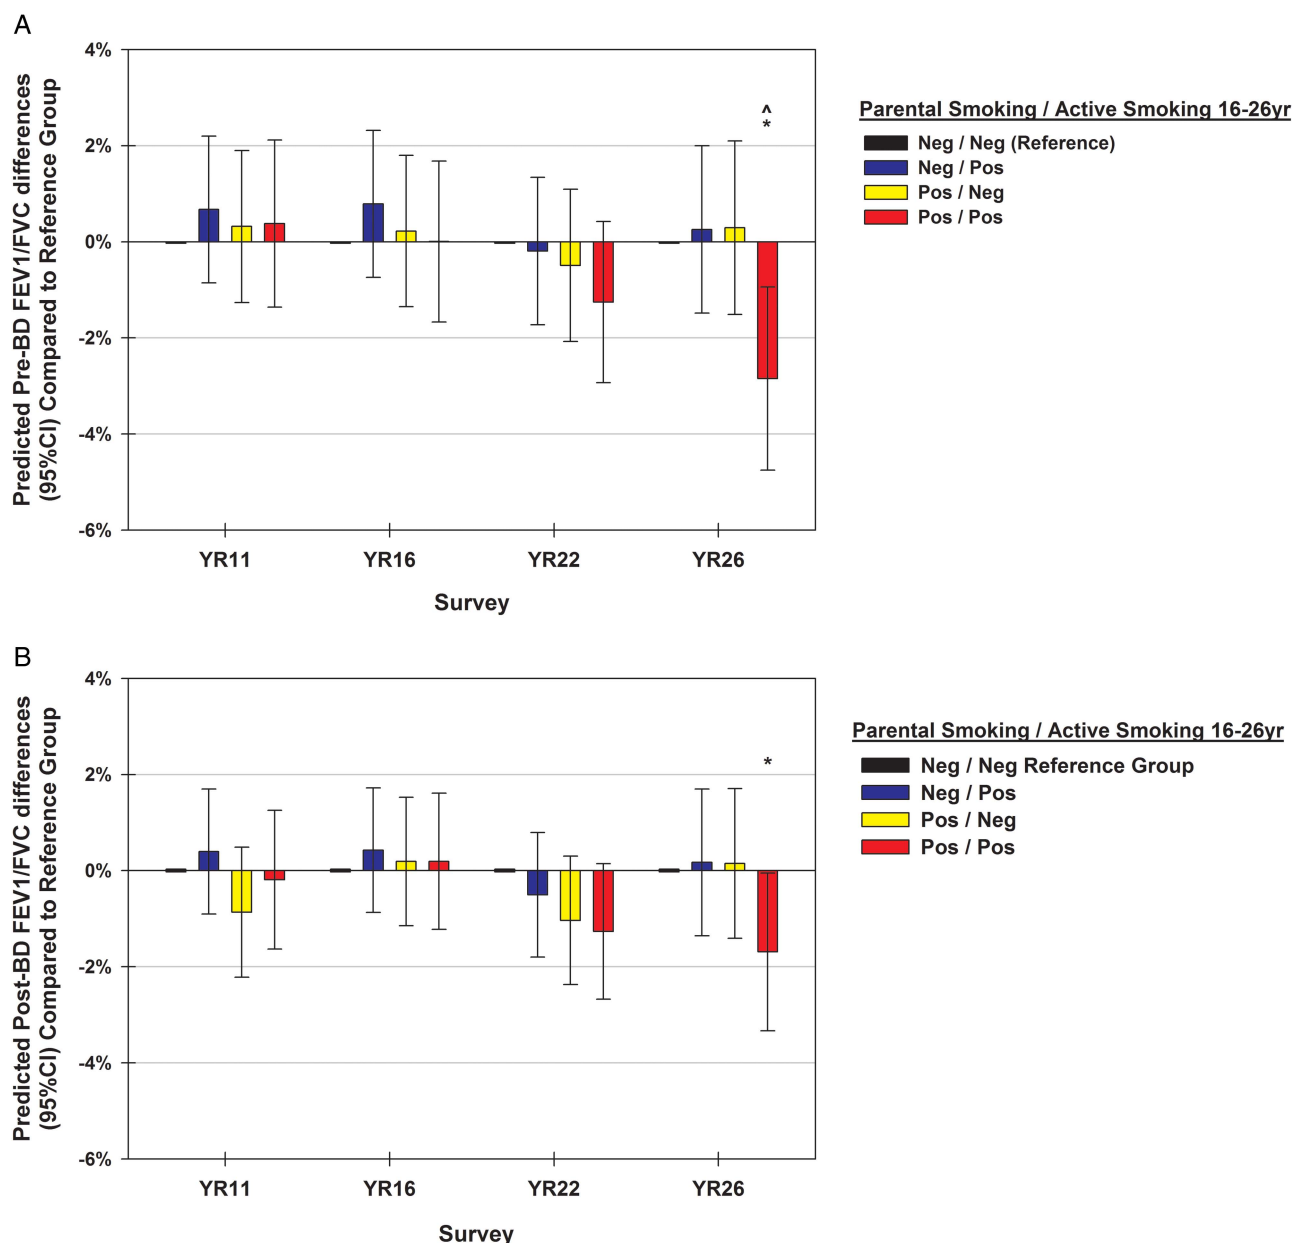 A
Predicted Pre-BD FEV1/FVC differences
(95%CI) Compared to Reference Group
4%
2%
0%
-2%
-4%
-6%
^
*
YR11
YR16
YR22
YR26
Survey
Parental Smoking / Active Smoking 16-26yr
Neg / Neg (Reference)
Neg / Pos
Pos / Neg
Pos / Pos
B
Predicted Post-BD FEV1/FVC differences
(95%CI) Compared to Reference Group
4%
2%
0%
-2%
-4%
-6%
*
YR11
YR16
YR22
YR26
Survey
Parental Smoking / Active Smoking 16-26yr
Neg / Neg Reference Group
Neg / Pos
Pos / Neg
Pos / Pos